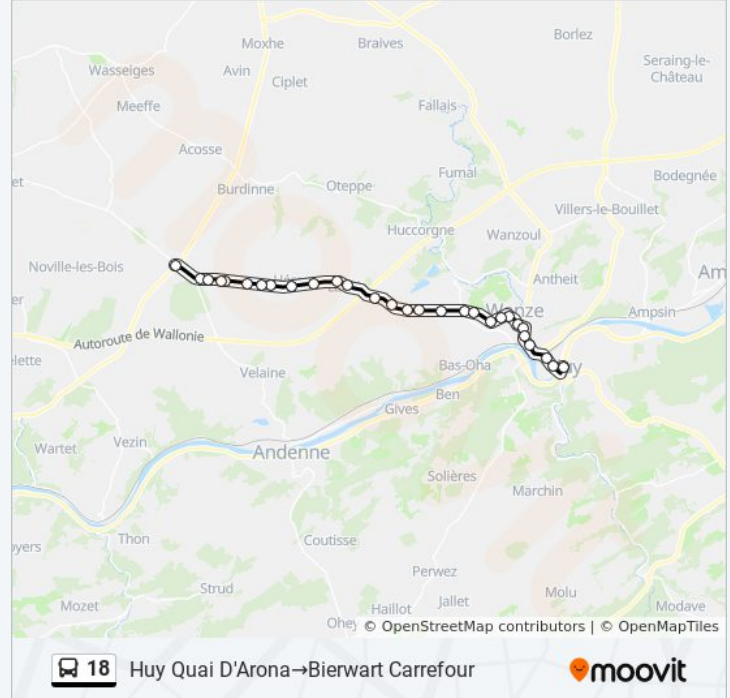 Borlez
Moxhe
Braives
Seraing-le-
Château
Wasseiges
Avin
Ciplet
Meeffe
Fallais
Acosse
Fumal
Bodegnée
Burdinne
Oteppe
Villers-le-Bouillet
Huccorgne
Wanzoul
Noville-les-Bois
Antheit
Am
Wanze
Ampsin
Autoroute de Wallonie
lette
Bas-Oha
Velaine
Ben
Gives
Wartet
Vezin
Andenne
Solières
Marchin
yers
Thon
Coutisse
Perwez
Strud
Molu
Jallet
Mozet
Haillot
Modave
Ohey
© OpenStreetMap contributors | © OpenMapTiles
18 Huy Quai D'Arona→Bierwart Carrefour
moovit